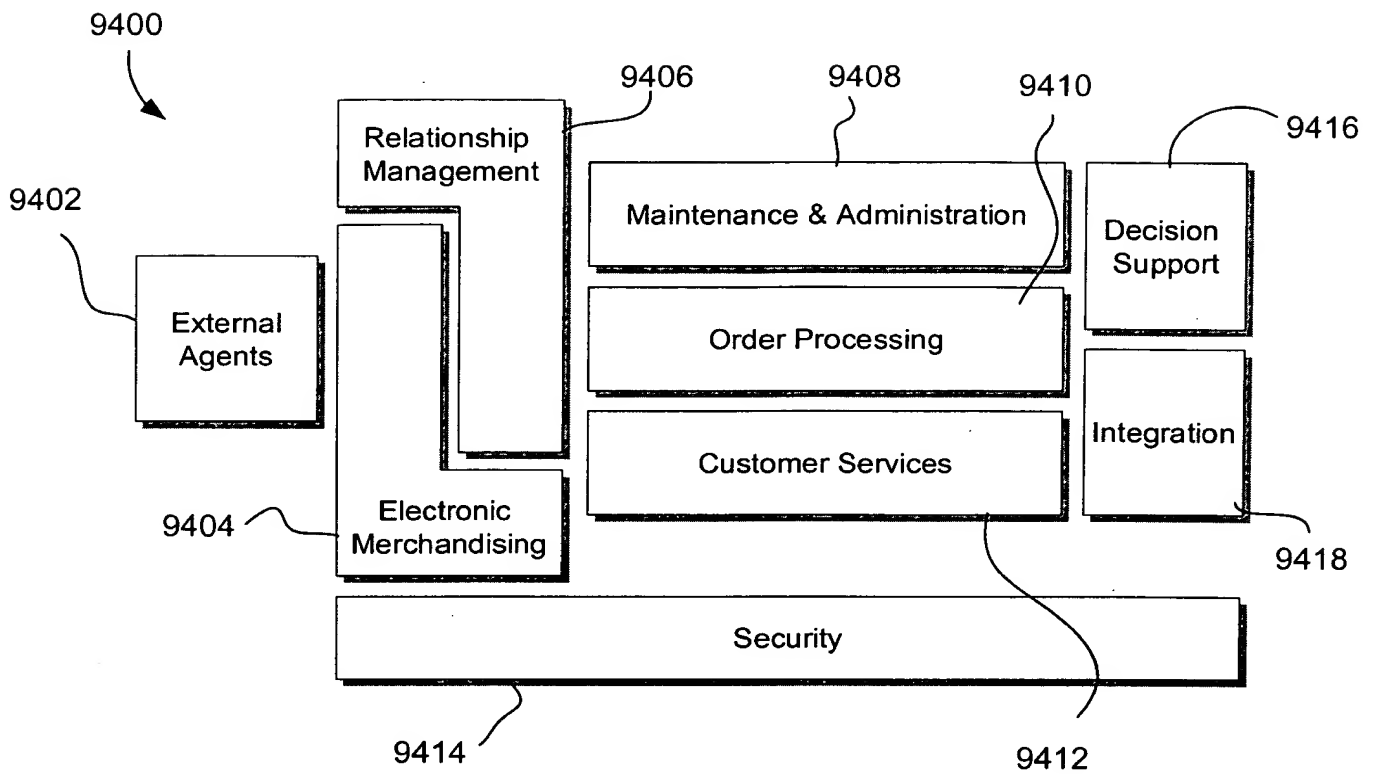 9400
9406
9408
9410
9416
Relationship
Management
9402
Maintenance & Administration
Decision
Support
External
Agents
Order Processing
Integration
Customer Services
9404
Electronic
Merchandising
9418
Security
9414
9412